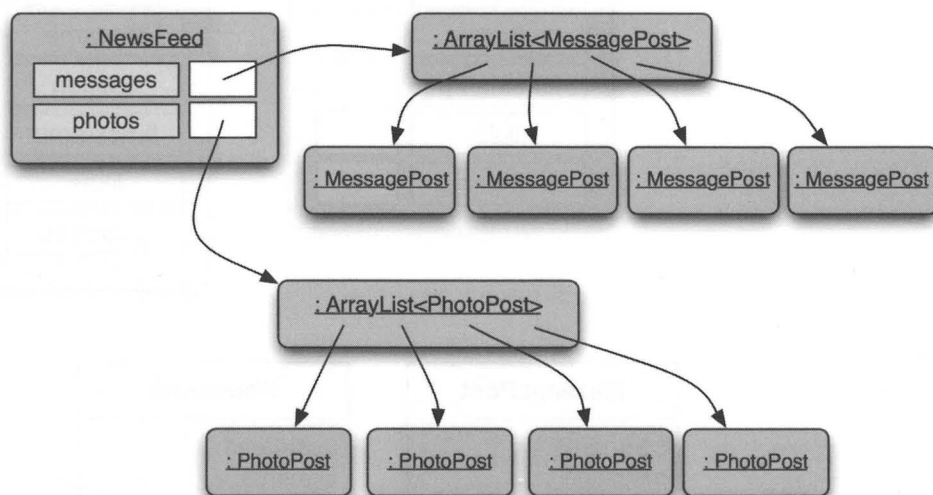 : NewsFeed
messages
photos
: ArrayList<MessagePost>
: MessagePost
: MessagePost
: MessagePost
: MessagePost
: ArrayList<PhotoPost>
: PhotoPost
: PhotoPost
: PhotoPost
: PhotoPost